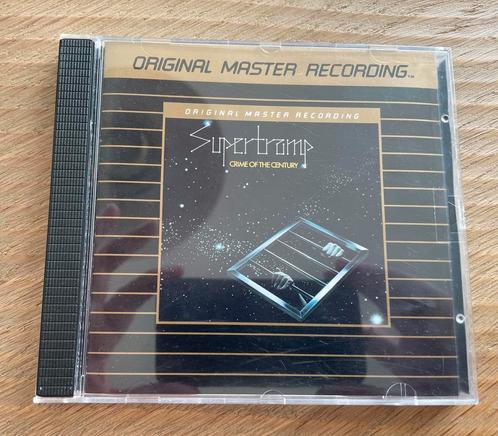 ORIGINAL MASTER RECORDING™
ORIGINAL MASTER RECORDING
Supertramp
CRIME OF THE CENTURY